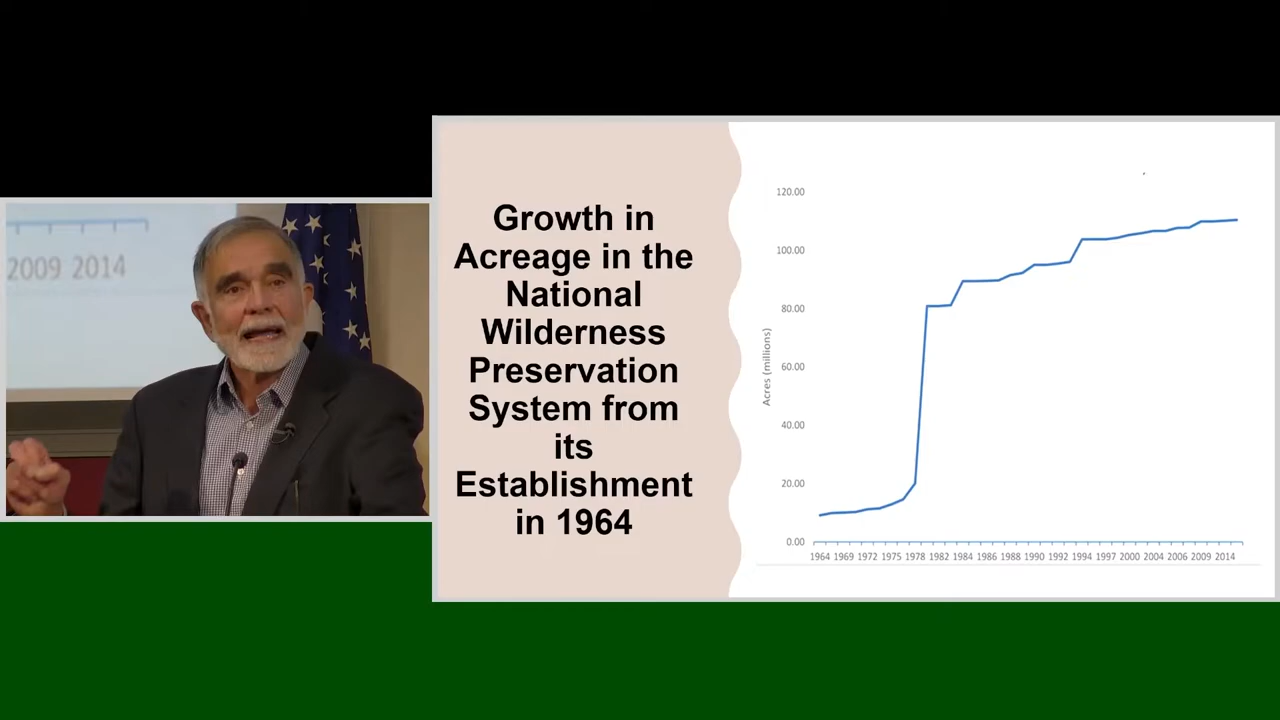 2009 2014
Growth in
Acreage in the
National
Wilderness
Preservation
System from
its
Establishment
in 1964
120.00
100.00
80.00
60.00
40.00
20.00
0.00
Acres (millions)
1964 1969 1972 1975 1978 1982 1984 1986 1988 1990 1992 1994 1997 2000 2004 2006 2009 2014